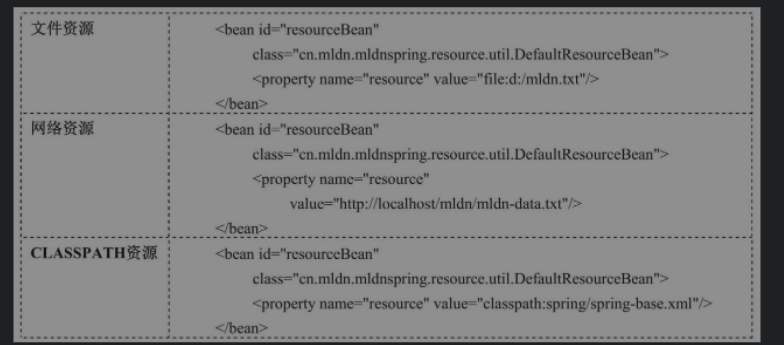 文件资源
<bean id="resourceBean"
class="cn.mldn.mldnspring.resource.util.DefaultResourceBean">
<property name="resource" value="file:d:/mldn.txt"/>
</bean>
网络资源
<bean id="resourceBean"
class="cn.mldn.mldnspring.resource.util.DefaultResourceBean">
<property name="resource"
value="http://localhost/mldn/mldn-data.txt"/>
</bean>
CLASSPATH资源
<bean id="resourceBean"
class="cn.mldn.mldnspring.resource.util.DefaultResourceBean">
<property name="resource" value="classpath:spring/spring-base.xml"/>
</bean>